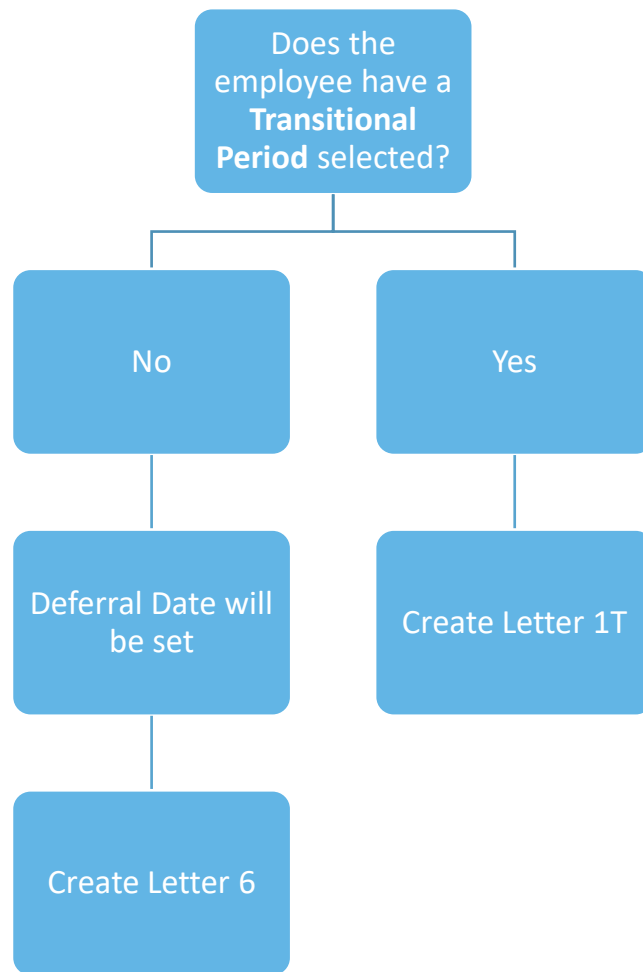 Does the
employee have a
Transitional
Period selected?
No
Yes
Deferral Date will
be set
Create Letter 1T
Create Letter 6